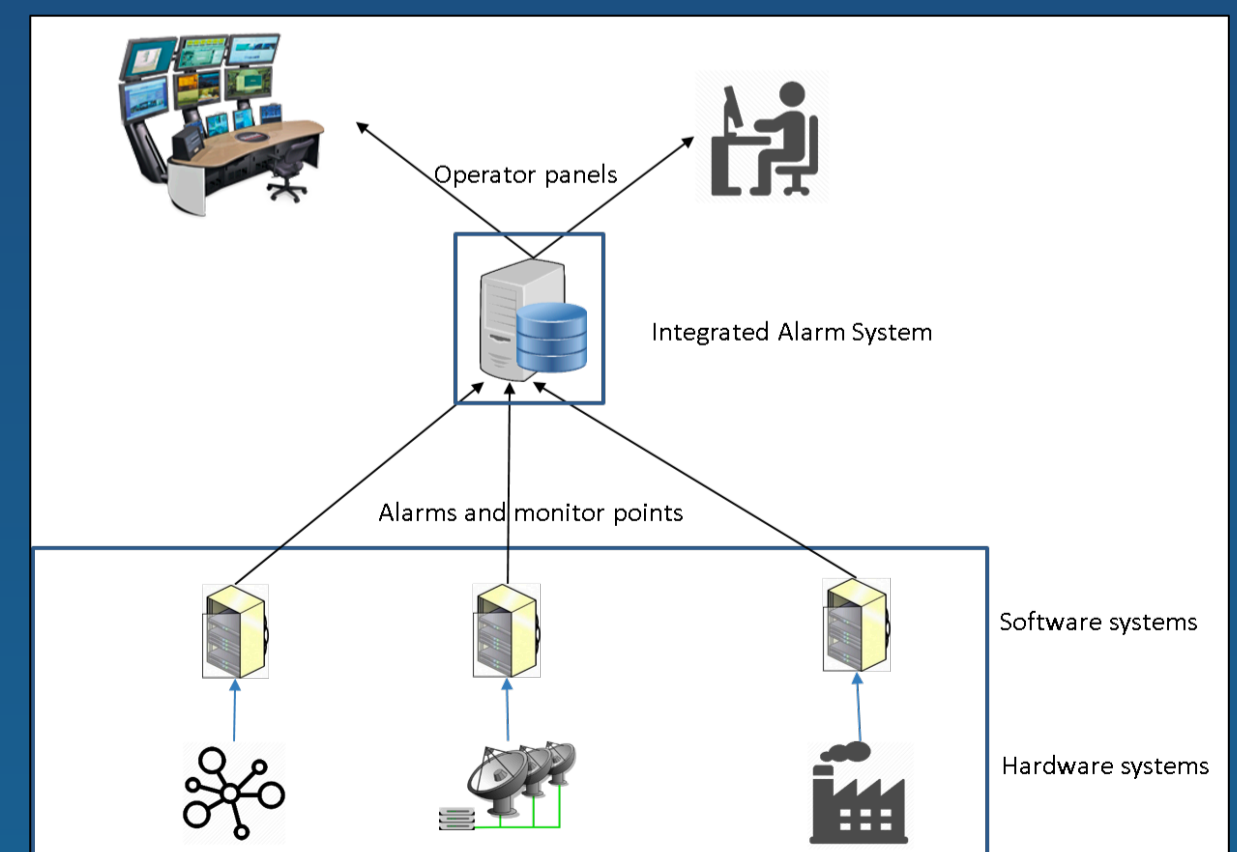 Operator panels
Integrated Alarm System
Alarms and monitor points
Software systems
Hardware systems